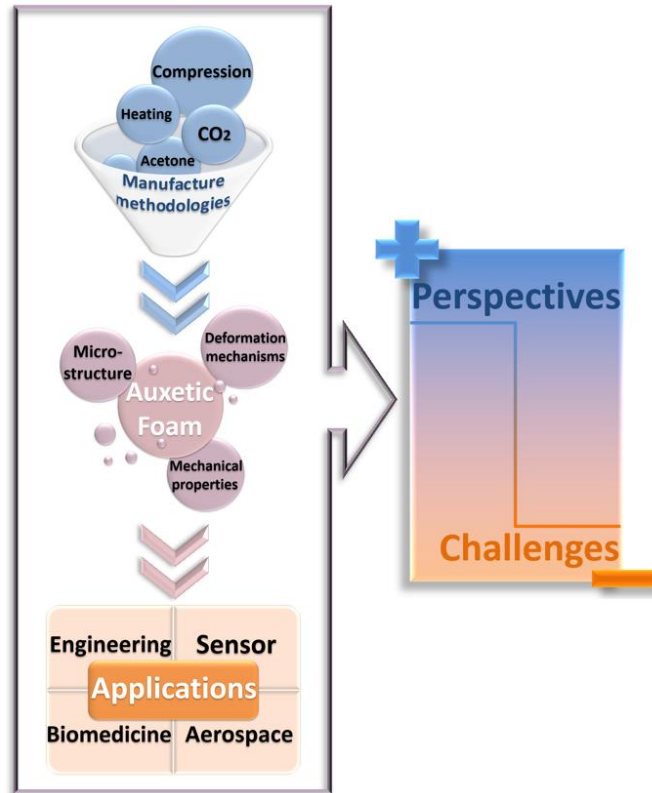 Compression
Heating
CO₂
Acetone
Manufacture
methodologies
Micro-
structure
Deformation
mechanisms
Auxetic
Foam
Mechanical
properties
Engineering
Sensor
Applications
Biomedicine
Aerospace
Perspectives
Challenges